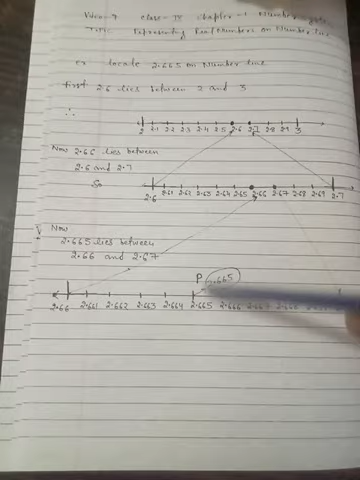 Video-7 Class-IX Chapter-1 Number System
Topic: Representing Real Numbers on Number line
ex locate 2.665 on Number line
first 2.6 lies between 2 and 3
∴
2 2.1 2.2 2.3 2.4 2.5 2.6 2.7 2.8 2.9 3
Now 2.66 lies between
2.6 and 2.7
So
2.6 2.61 2.62 2.63 2.64 2.65 2.66 2.67 2.68 2.69 2.7
Now
2.665 lies between
2.66 and 2.67
P 2.665
2.66 2.661 2.662 2.663 2.664 2.665 2.666